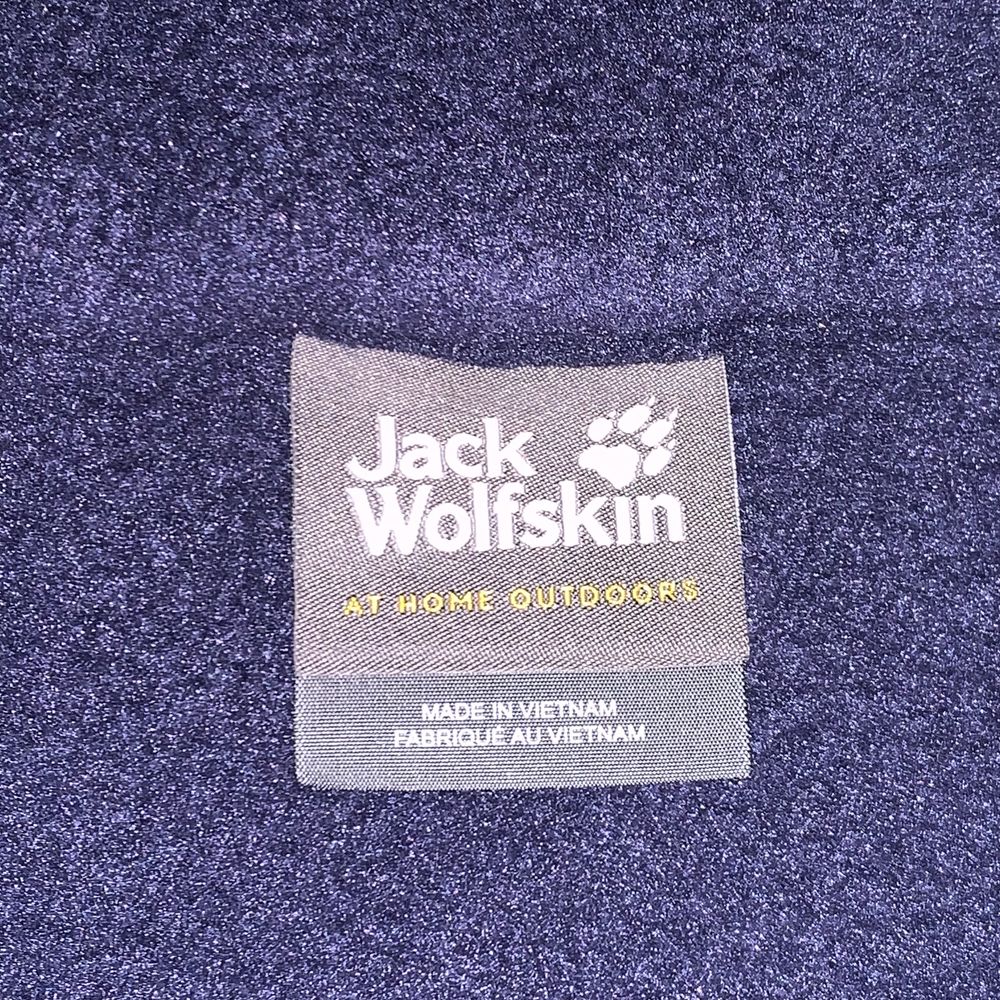 Jack
Wolfskin
AT HOME OUTDOORS
MADE IN VIETNAM
FABRIQUÉ AU VIETNAM